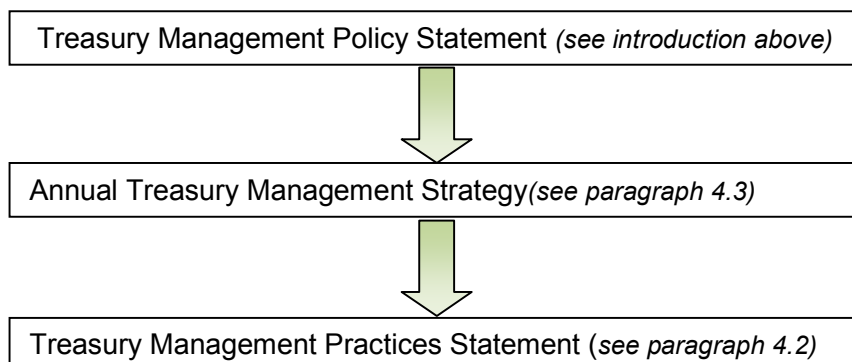 Treasury Management Policy Statement (see introduction above)
Annual Treasury Management Strategy(see paragraph 4.3)
Treasury Management Practices Statement (see paragraph 4.2)